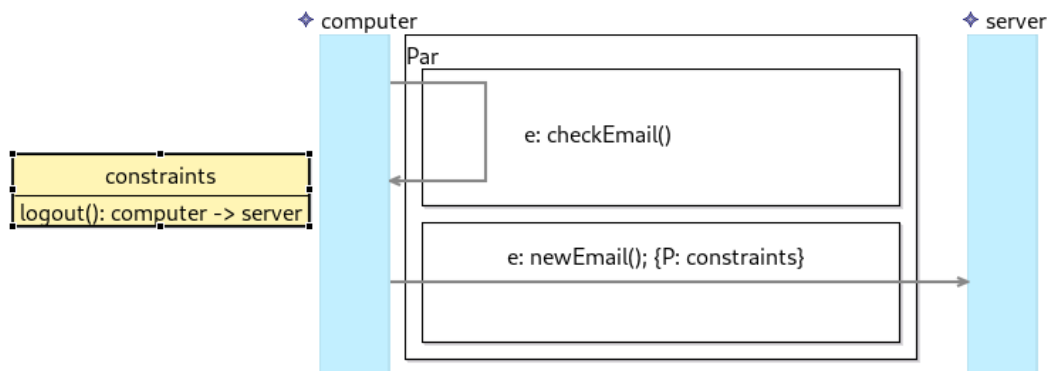 computer
server
Par
e: checkEmail()
constraints
logout(): computer -> server
e: newEmail(); {P: constraints}